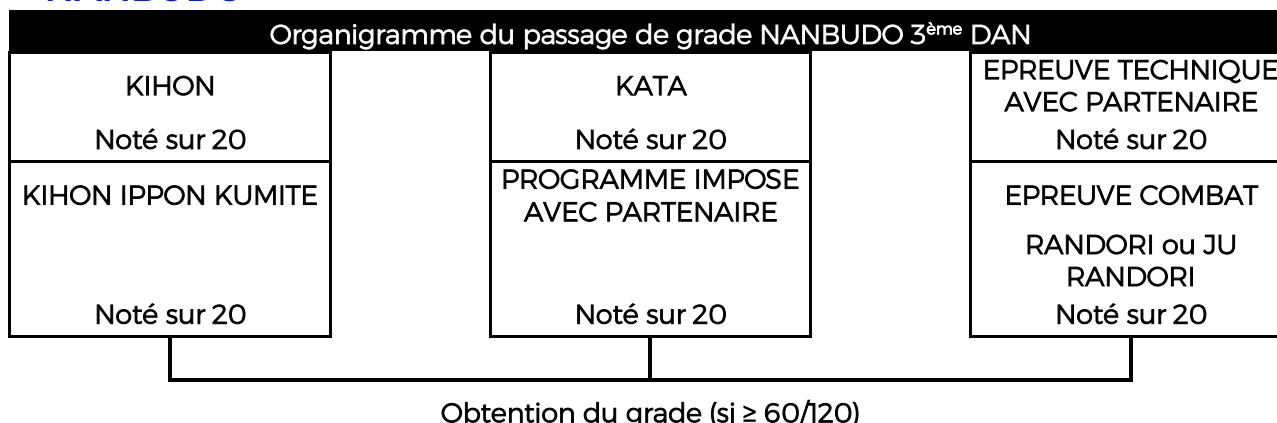 Organigramme du passage de grade NANBUDO 3ème DAN
KIHON
Noté sur 20
KATA
Noté sur 20
EPREUVE TECHNIQUE
AVEC PARTENAIRE
Noté sur 20
KIHON IPPON KUMITE
Noté sur 20
PROGRAMME IMPOSE
AVEC PARTENAIRE
Noté sur 20
EPREUVE COMBAT
RANDORI ou JU
RANDORI
Noté sur 20
Obtention du grade (si ≥ 60/120)